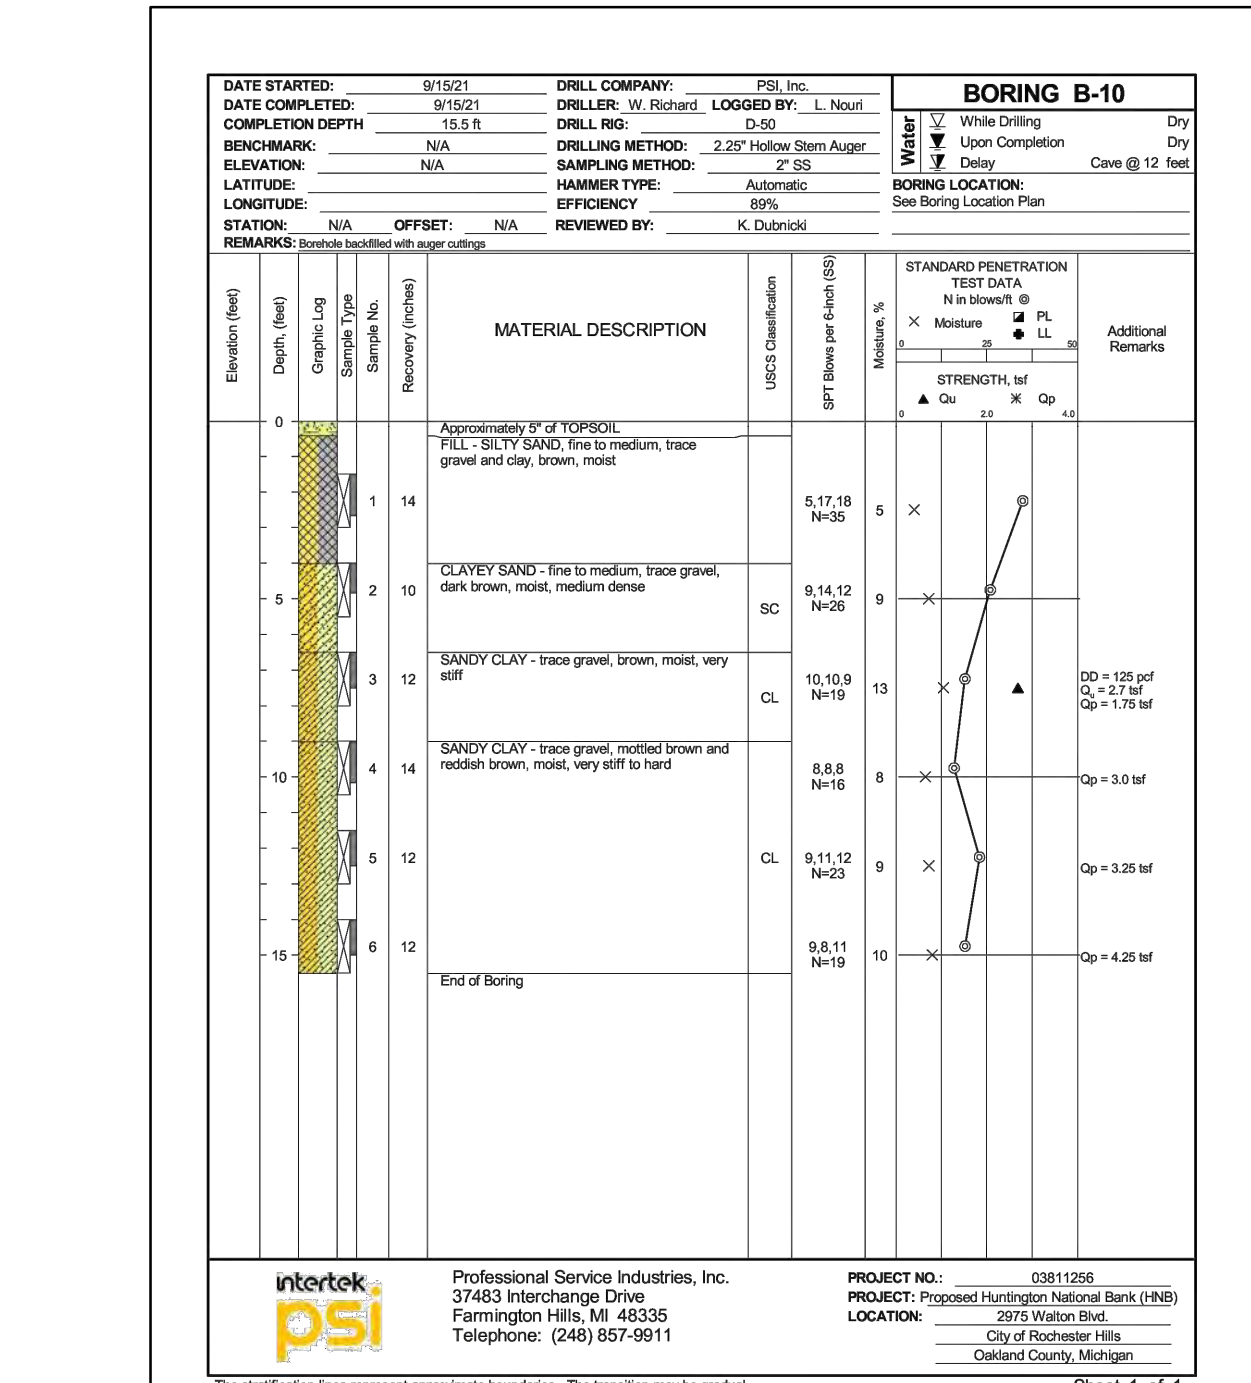 DATE STARTED: 9/15/21 DRILL COMPANY: PSI, Inc. BORING B-10
DATE COMPLETED: 9/15/21 DRILLER: W. Richard LOGGED BY: L. Nouri
COMPLETION DEPTH 15.5 ft DRILL RIG: D-50
BENCHMARK: N/A DRILLING METHOD: 2.25" Hollow Stem Auger
ELEVATION: N/A SAMPLING METHOD: 2" SS
LATITUDE: HAMMER TYPE: Automatic
LONGITUDE: EFFICIENCY 89%
STATION: N/A OFFSET: N/A REVIEWED BY: K. Dubnicki
REMARKS: Borehole backfilled with auger cuttings
Water
While Drilling Dry
Upon Completion Dry
Delay Cave @ 12 feet
BORING LOCATION:
See Boring Location Plan
Elevation (feet)
Depth, (feet)
Graphic Log
Sample Type
Sample No.
Recovery (inches)
MATERIAL DESCRIPTION
USCS Classification
SPT Blows per 6-inch (SS)
Moisture, %
STANDARD PENETRATION
TEST DATA
N in blows/ft ◎
× Moisture PL
LL
0 25 50
STRENGTH, tsf
▲ Qu ✳ Qp
0 2.0 4.0
Additional
Remarks
0
Approximately 5" of TOPSOIL
FILL - SILTY SAND, fine to medium, trace
gravel and clay, brown, moist
1 14 5,17,18 5
N=35
CLAYEY SAND - fine to medium, trace gravel,
dark brown, moist, medium dense
5 2 10 SC 9,14,12 9
N=26
SANDY CLAY - trace gravel, brown, moist, very
stiff
3 12 CL 10,10,9 13
N=19
DD = 125 pcf
Qu = 2.7 tsf
Qp = 1.75 tsf
SANDY CLAY - trace gravel, mottled brown and
reddish brown, moist, very stiff to hard
10 4 14 8,8,8 8 Qp = 3.0 tsf
N=16
5 12 CL 9,11,12 9 Qp = 3.25 tsf
N=23
15 6 12 9,8,11 10 Qp = 4.25 tsf
N=19
End of Boring
intertek
psi
Professional Service Industries, Inc.
37483 Interchange Drive
Farmington Hills, MI 48335
Telephone: (248) 857-9911
PROJECT NO.: 03811256
PROJECT: Proposed Huntington National Bank (HNB)
LOCATION: 2975 Walton Blvd.
City of Rochester Hills
Oakland County, Michigan
The stratification lines represent approximate boundaries. The transition may be gradual. Sheet 1 of 1